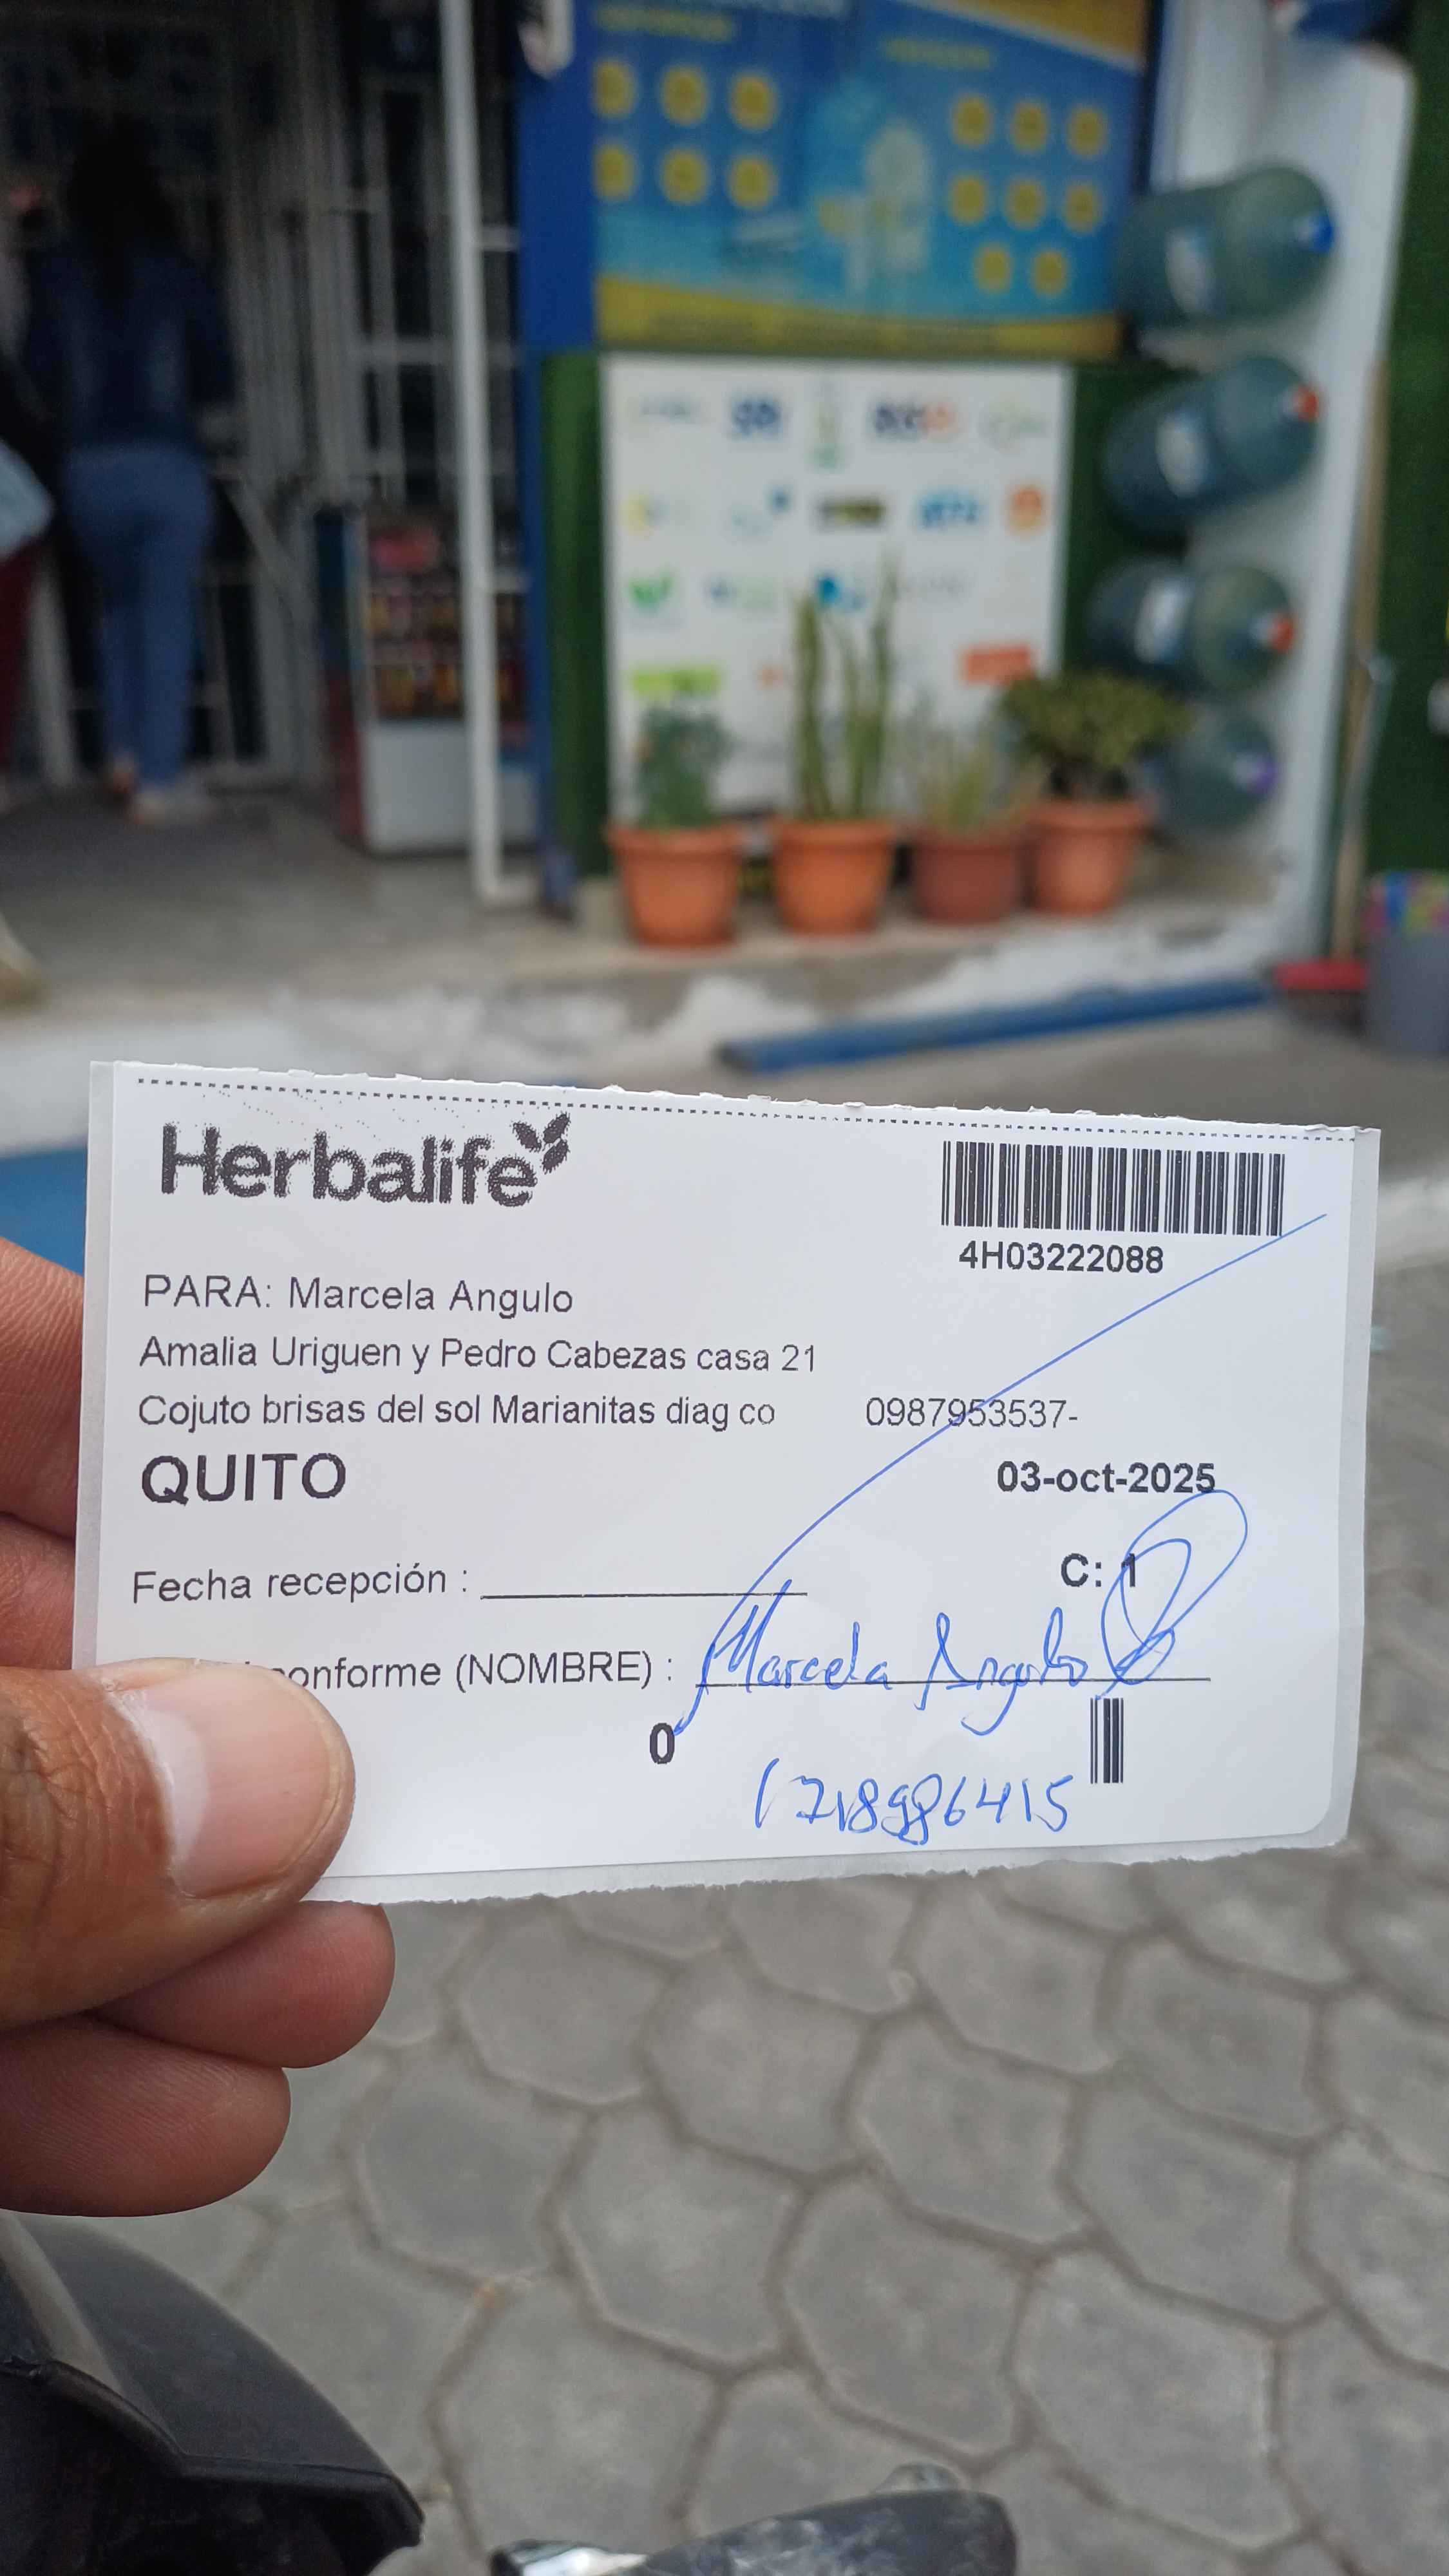 Herbalife
4H03222088
PARA: Marcela Angulo
Amalia Uriguen y Pedro Cabezas casa 21
Cojuto brisas del sol Marianitas diag co 0987953537-
QUITO
03-oct-2025
Fecha recepción :
C: 1
conforme (NOMBRE) : Marcela Angulo
0
1718986415
SRI